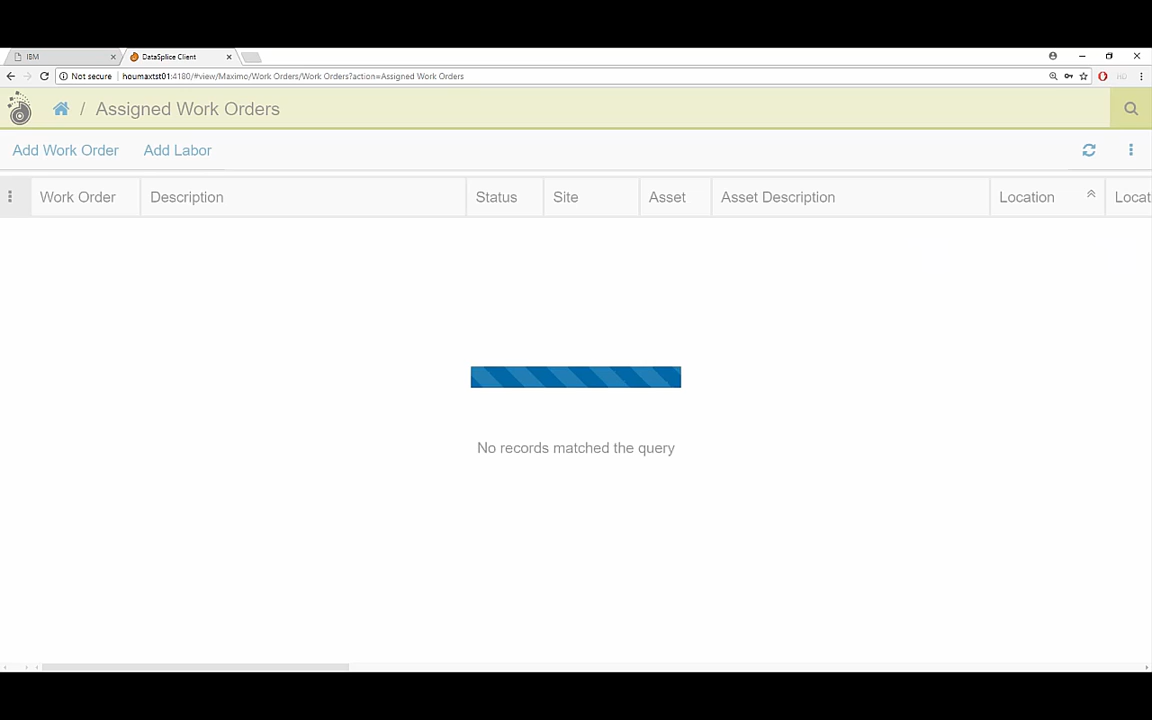 IBM
DataSplice Client
Not secure
houmaxtst01:4180/#view/Maximo/Work Orders/Work Orders?action=Assigned Work Orders
/ Assigned Work Orders
Add Work Order Add Labor
Work Order Description Status Site Asset Asset Description Location Locat
No records matched the query